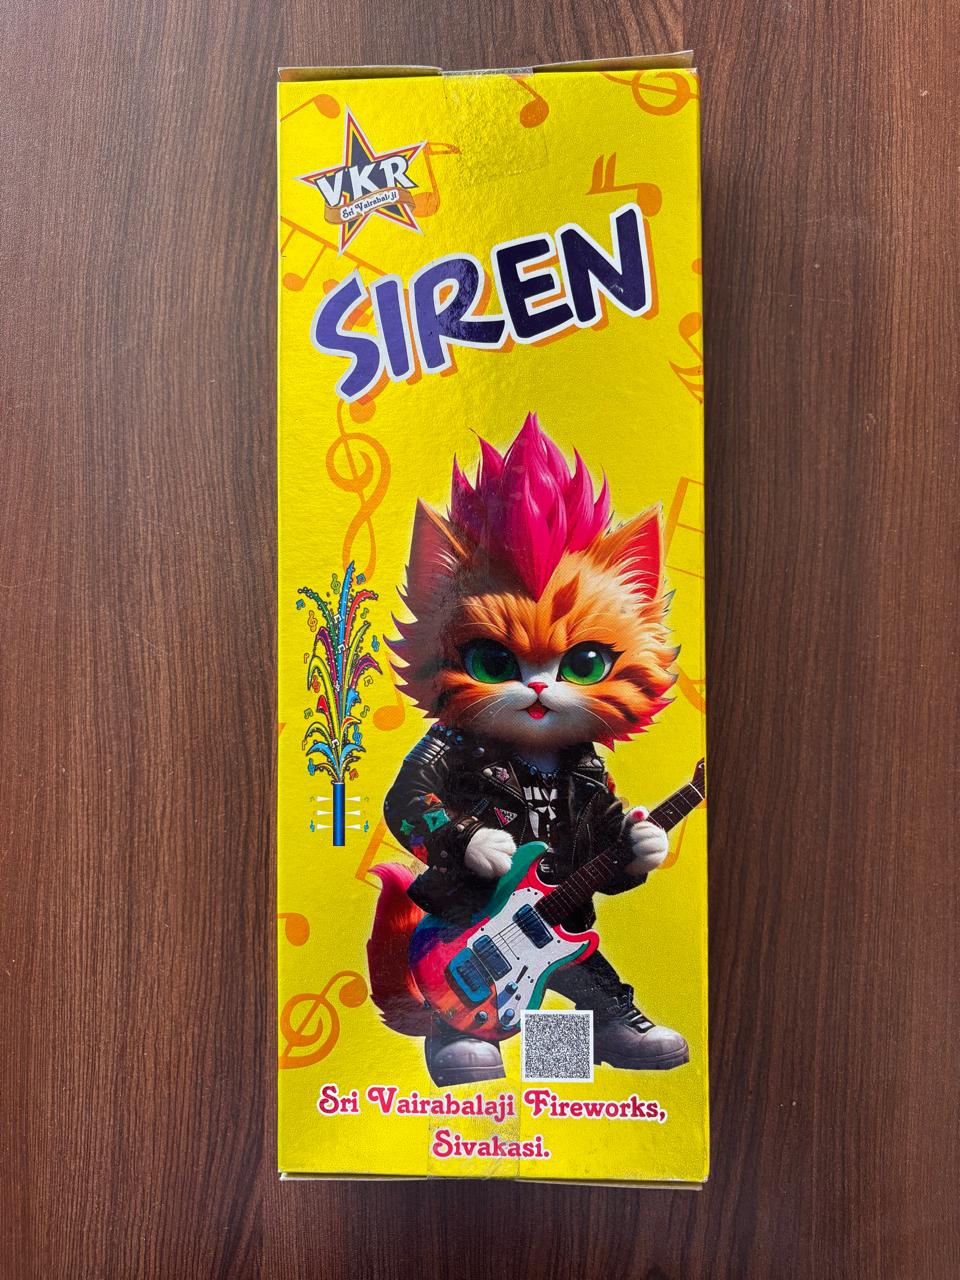 VKR
Sri Vairabalaji
SIREN
Sri Vairabalaji Fireworks,
Sivakasi.